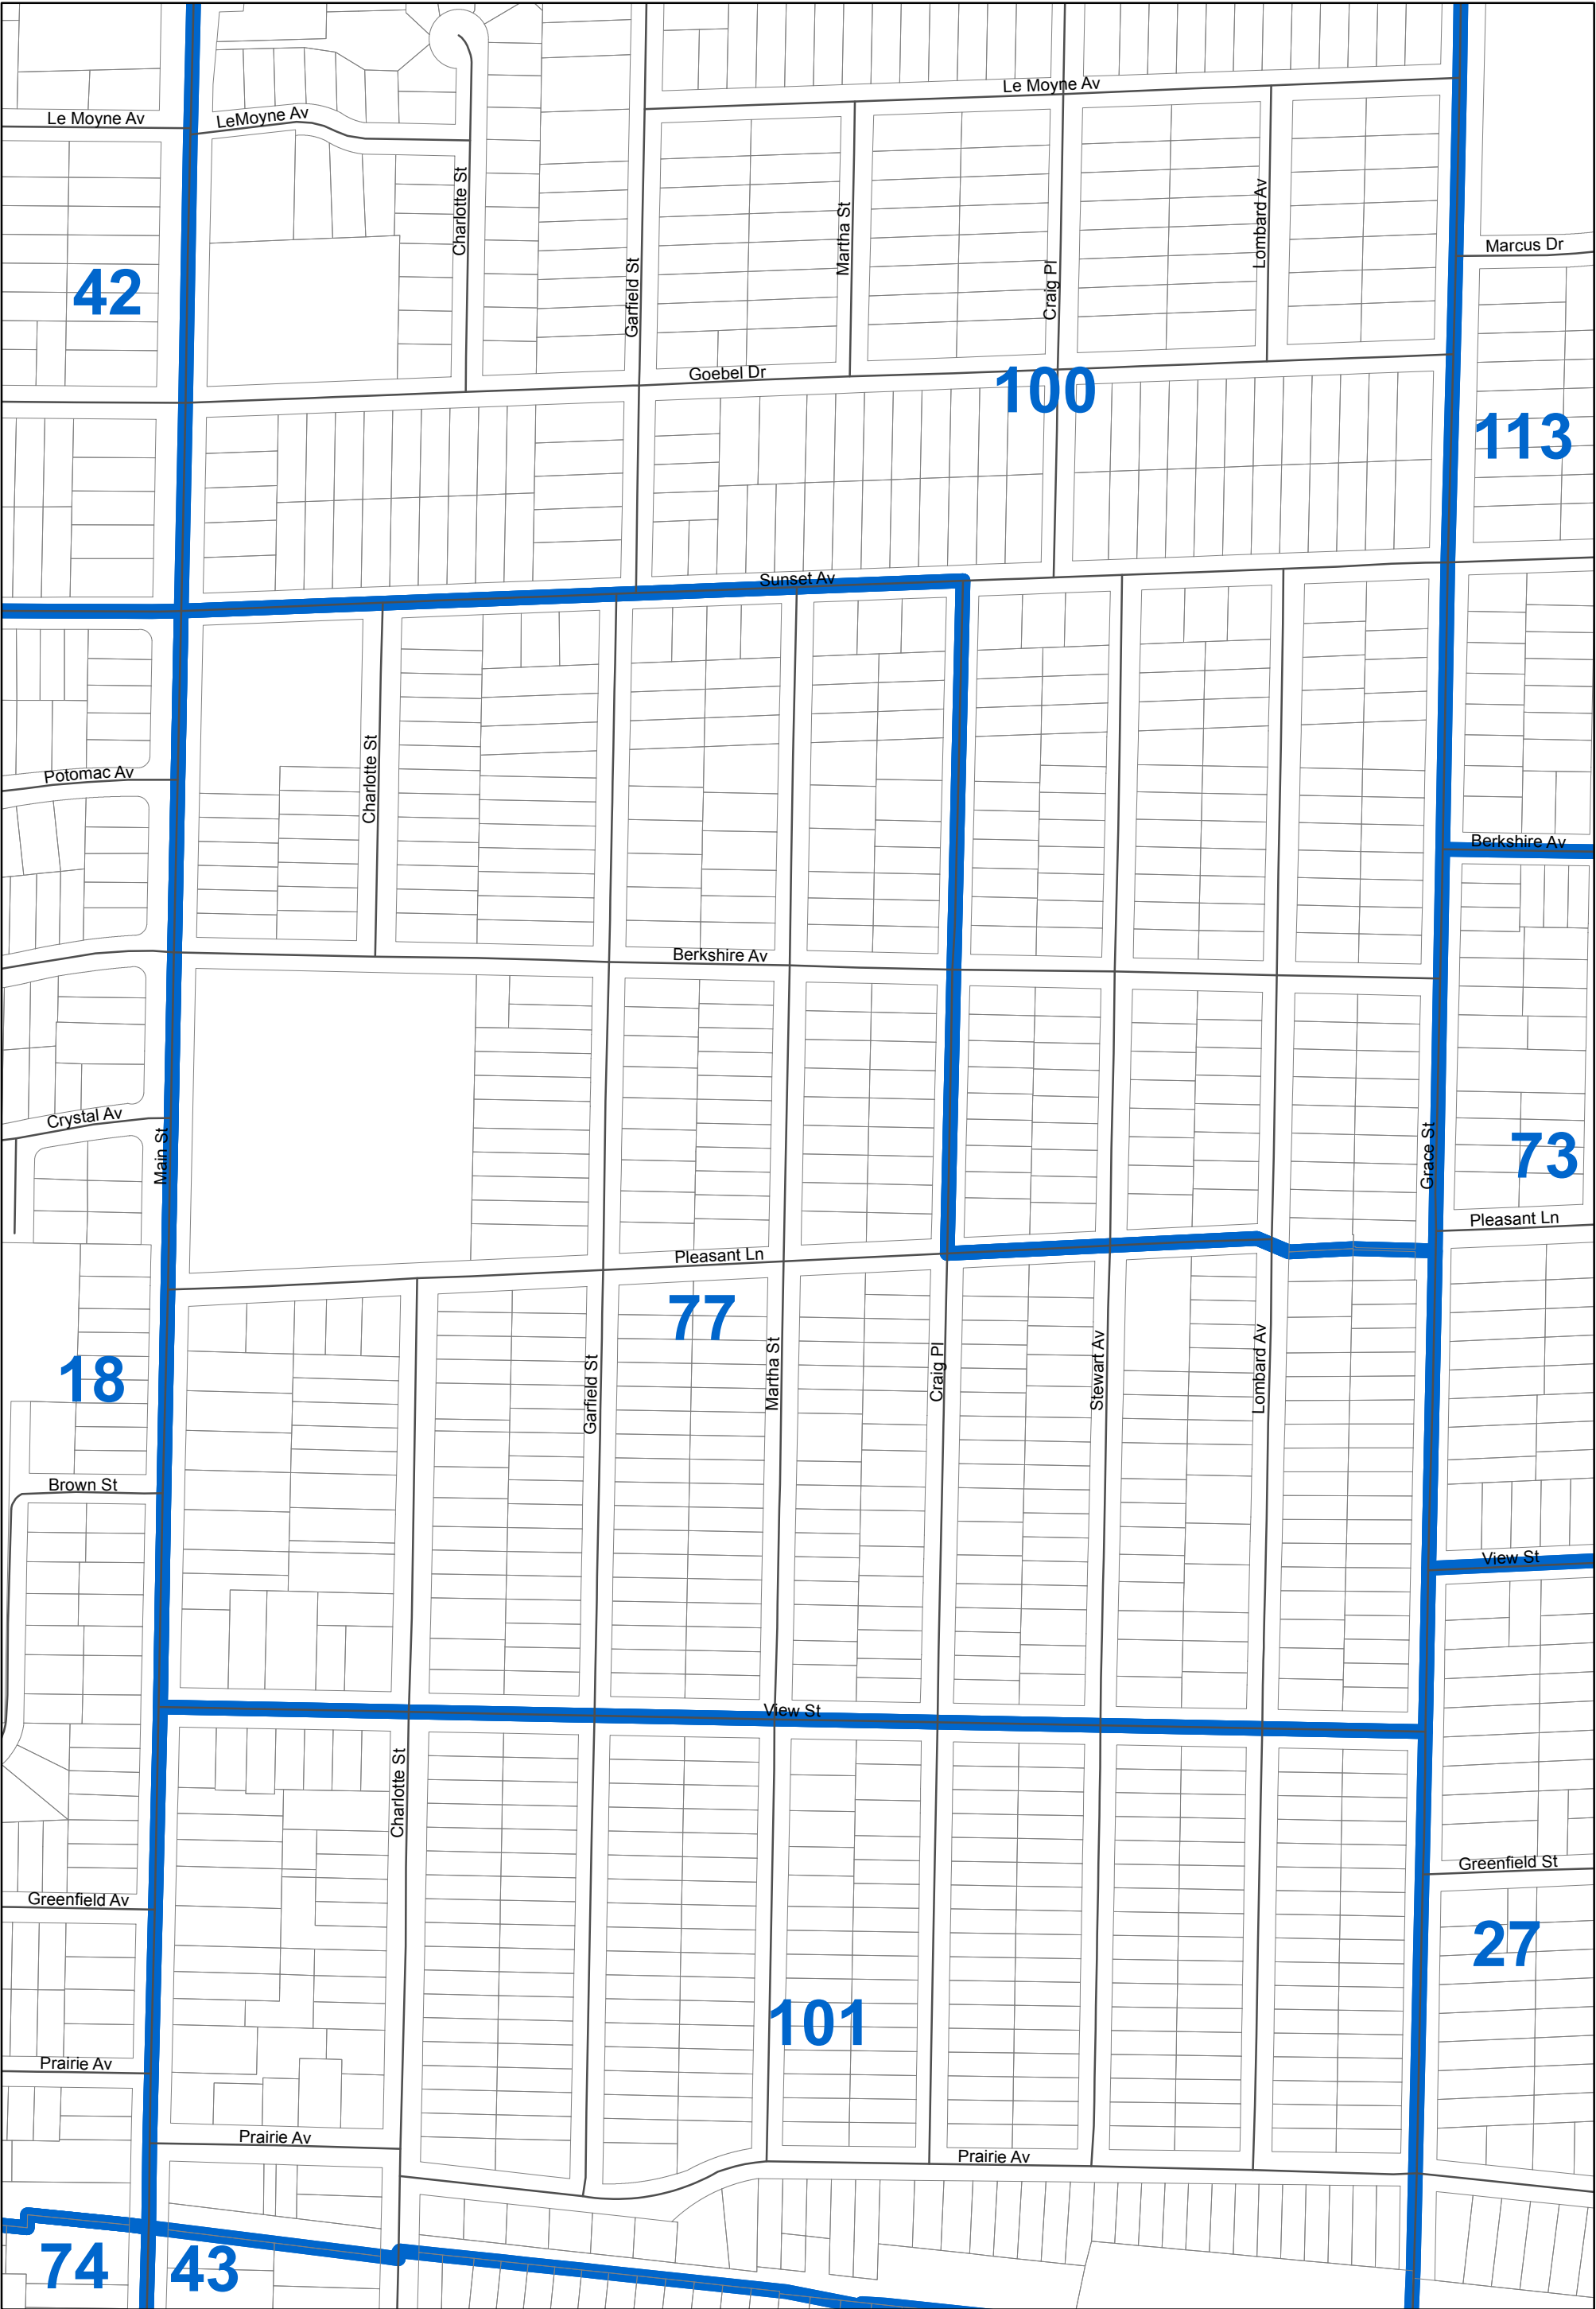 Le Moyne Av
Le Moyne Av
LeMoyne Av
Charlotte St
Martha St
Lombard Av
Marcus Dr
Garfield St
Craig Pl
42
Goebel Dr
100
113
Sunset Av
Potomac Av
Charlotte St
Berkshire Av
Berkshire Av
Crystal Av
Main St
Grace St
73
Pleasant Ln
Pleasant Ln
77
18
Garfield St
Martha St
Craig Pl
Stewart Av
Lombard Av
Brown St
View St
View St
Charlotte St
Greenfield St
Greenfield Av
27
101
Prairie Av
Prairie Av
Prairie Av
74
43